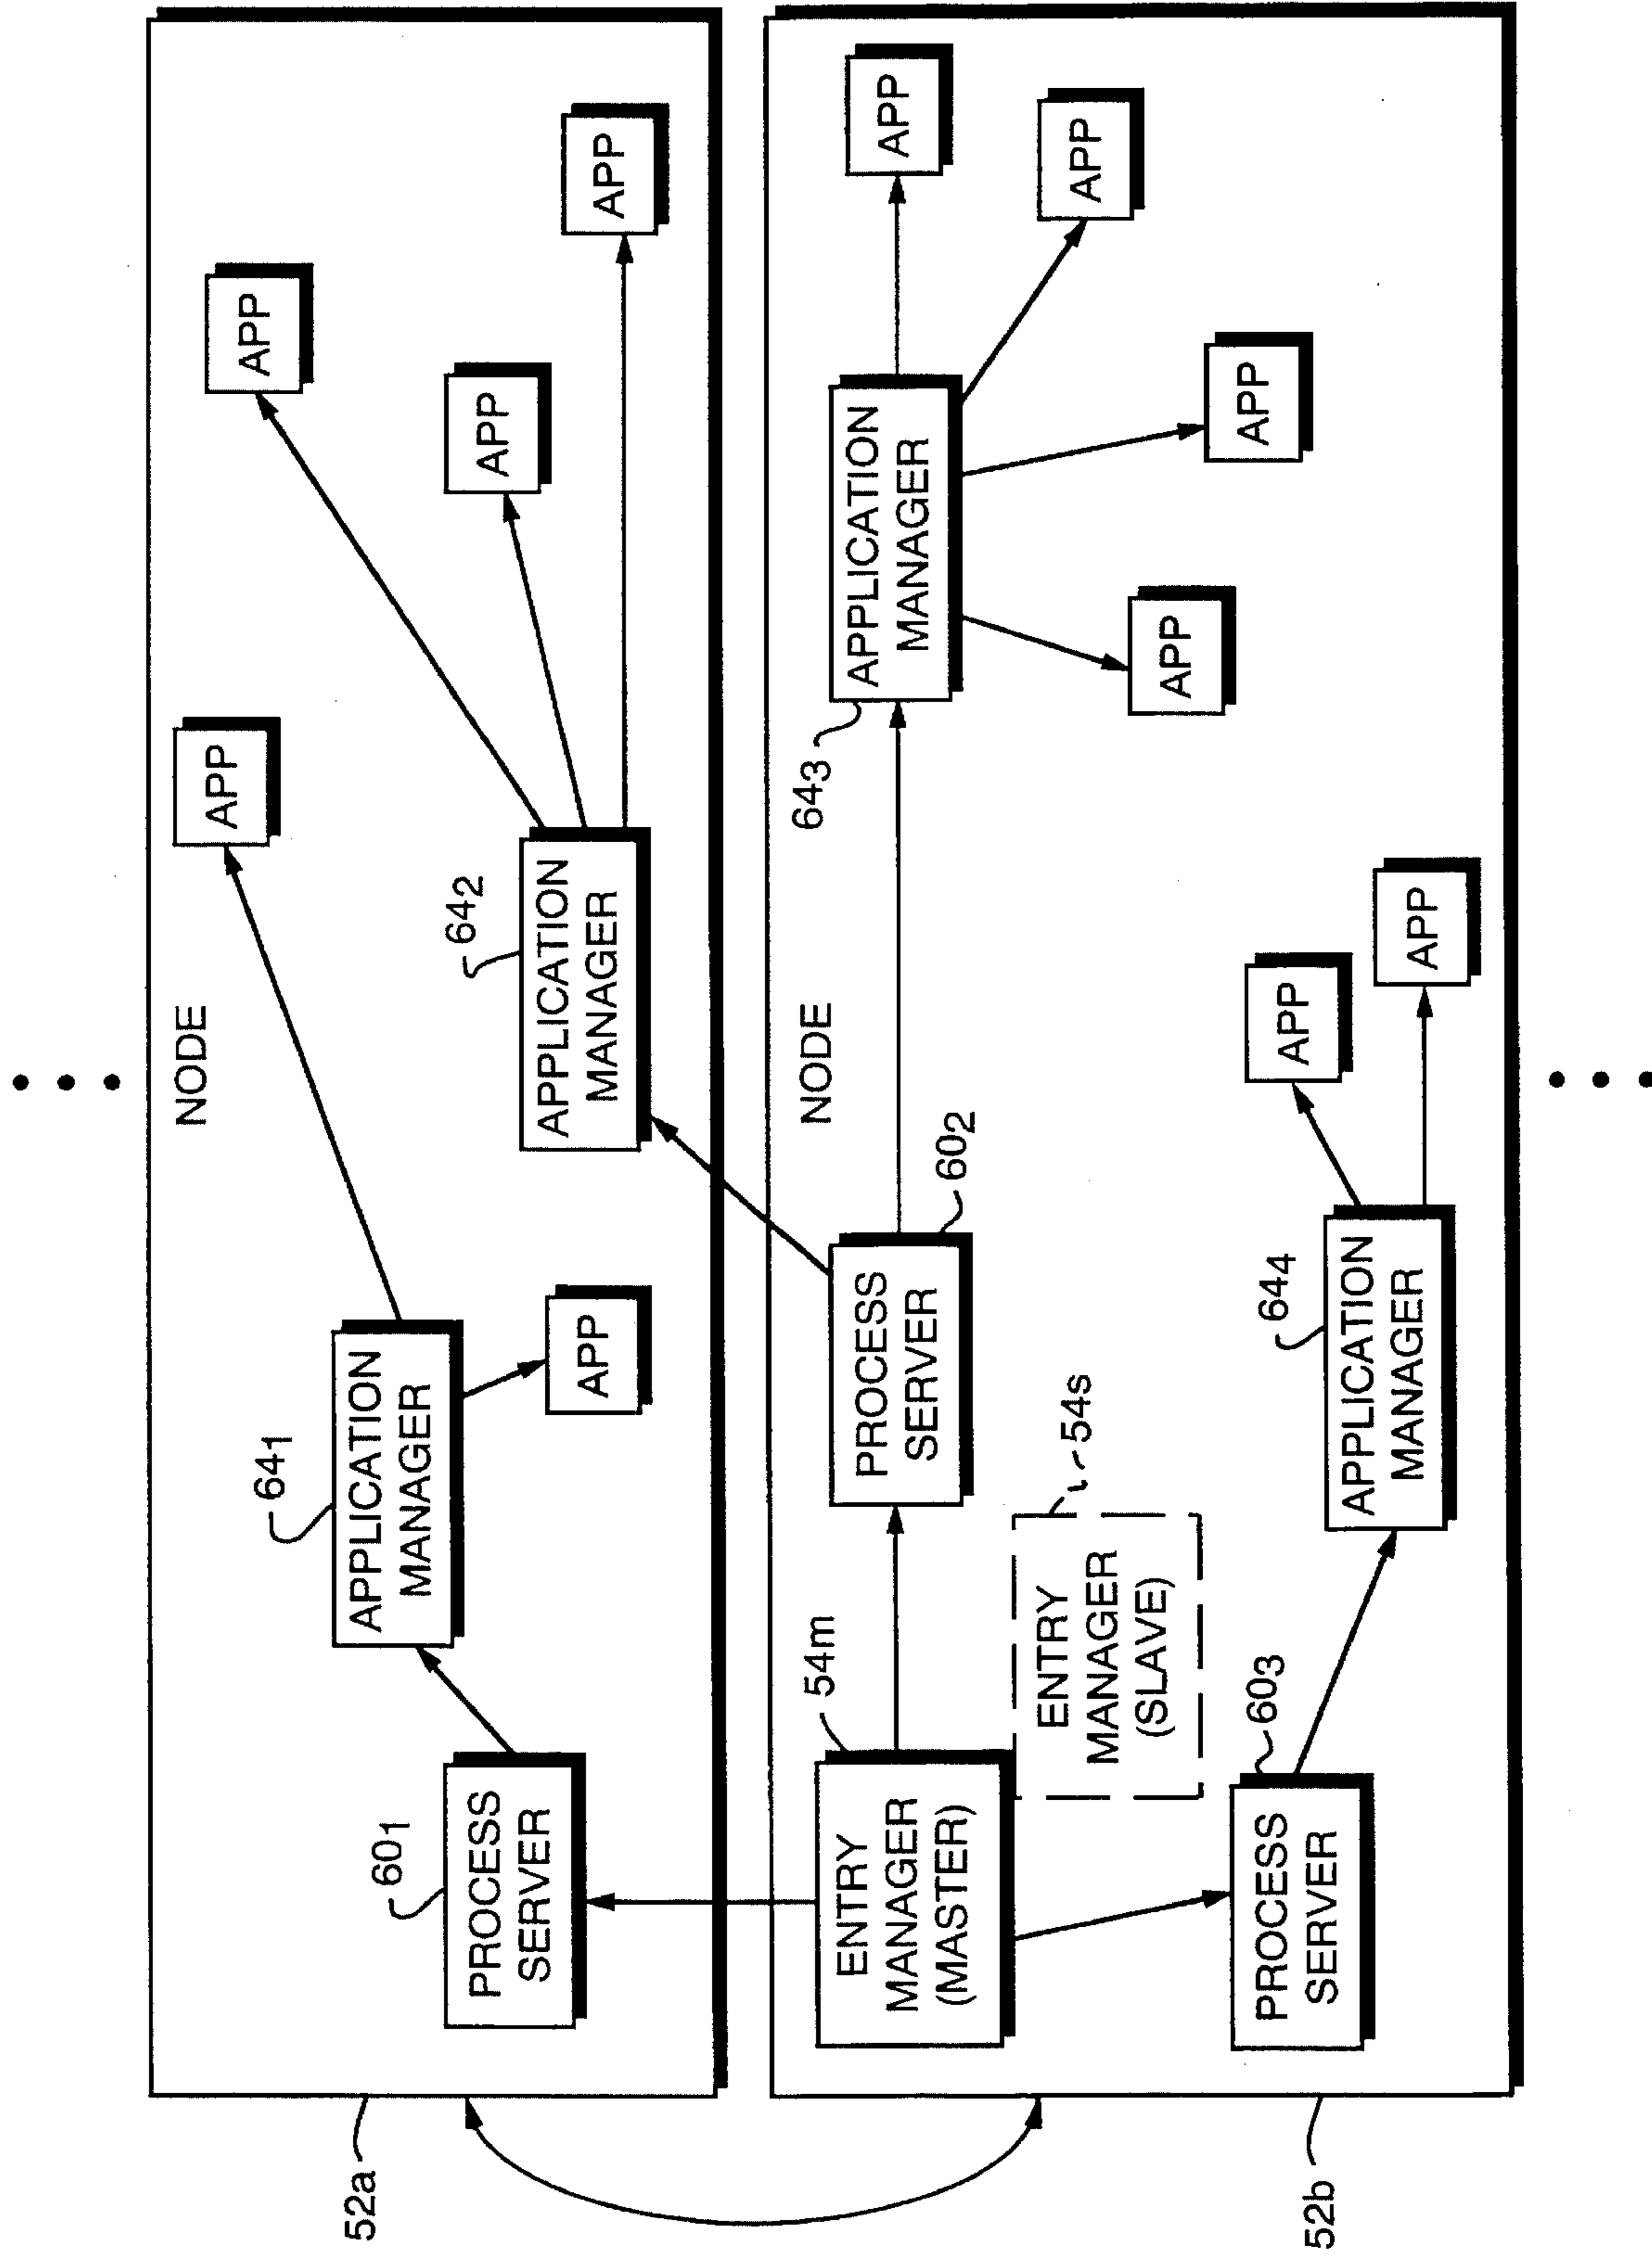 NODE
APP
APP
641
APPLICATION
MANAGER
601
PROCESS
SERVER
642
APPLICATION
MANAGER
APP
APP
APP
52a
NODE
643
APPLICATION
MANAGER
APP
APP
APP
APP
54m
ENTRY
MANAGER
(MASTER)
PROCESS
SERVER
602
ENTRY
MANAGER
(SLAVE)
54s
603
PROCESS
SERVER
644
APPLICATION
MANAGER
APP
APP
52b